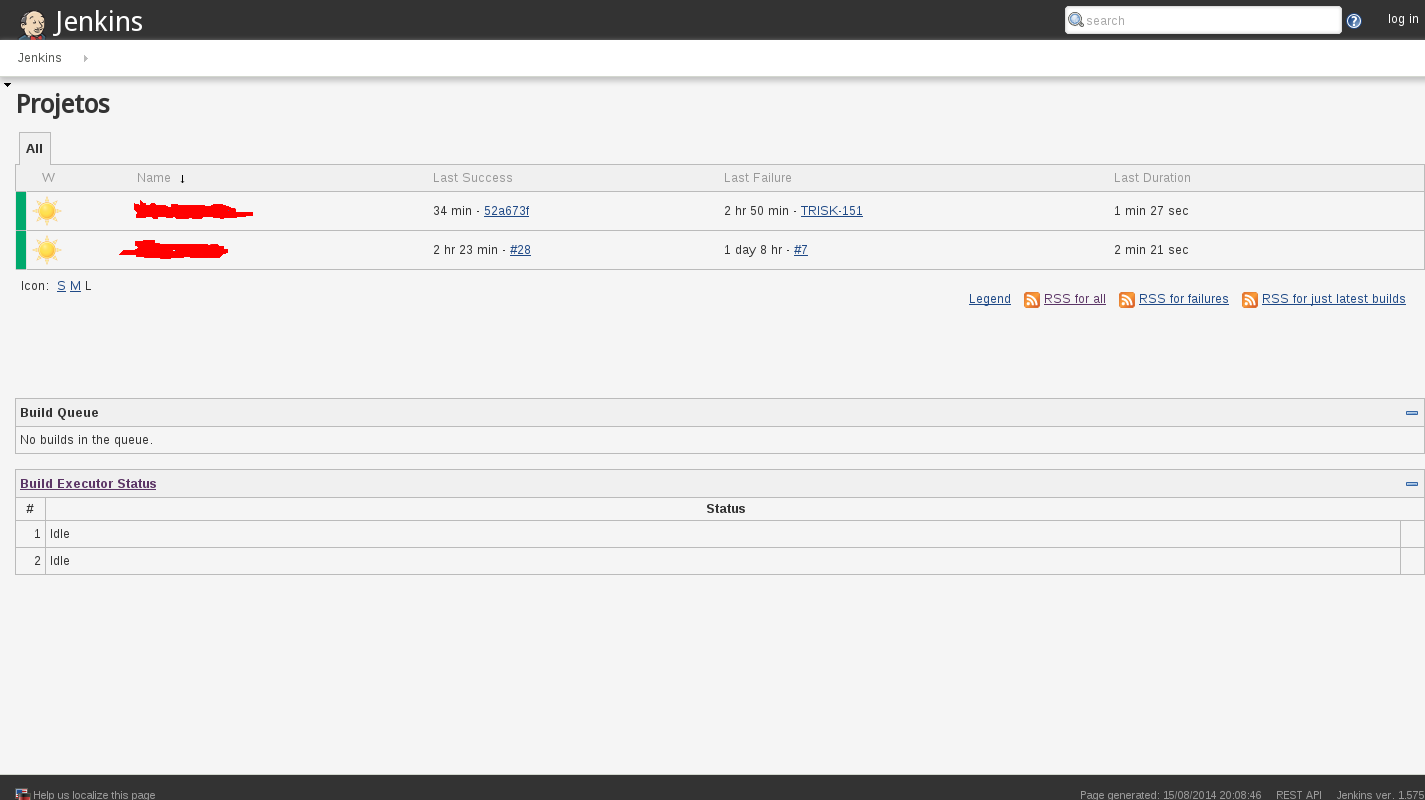 Jenkins search log in
Jenkins
Projetos
All
W Name ↓ Last Success Last Failure Last Duration
34 min - 52a673f 2 hr 50 min - TRISK-151 1 min 27 sec
2 hr 23 min - #28 1 day 8 hr - #7 2 min 21 sec
Icon: S M L
Legend RSS for all RSS for failures RSS for just latest builds
Build Queue
No builds in the queue.
Build Executor Status
# Status
1 Idle
2 Idle
Help us localize this page Page generated: 15/08/2014 20:08:46 REST API Jenkins ver. 1.575